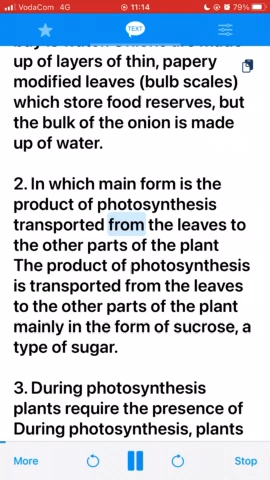 VodaCom 4G
11:14
79%
TEXT
up of layers of thin, papery
modified leaves (bulb scales)
which store food reserves, but
the bulk of the onion is made
up of water.
2. In which main form is the
product of photosynthesis
transported from the leaves to
the other parts of the plant
The product of photosynthesis
is transported from the leaves
to the other parts of the plant
mainly in the form of sucrose, a
type of sugar.
3. During photosynthesis
plants require the presence of
During photosynthesis, plants
More
Stop